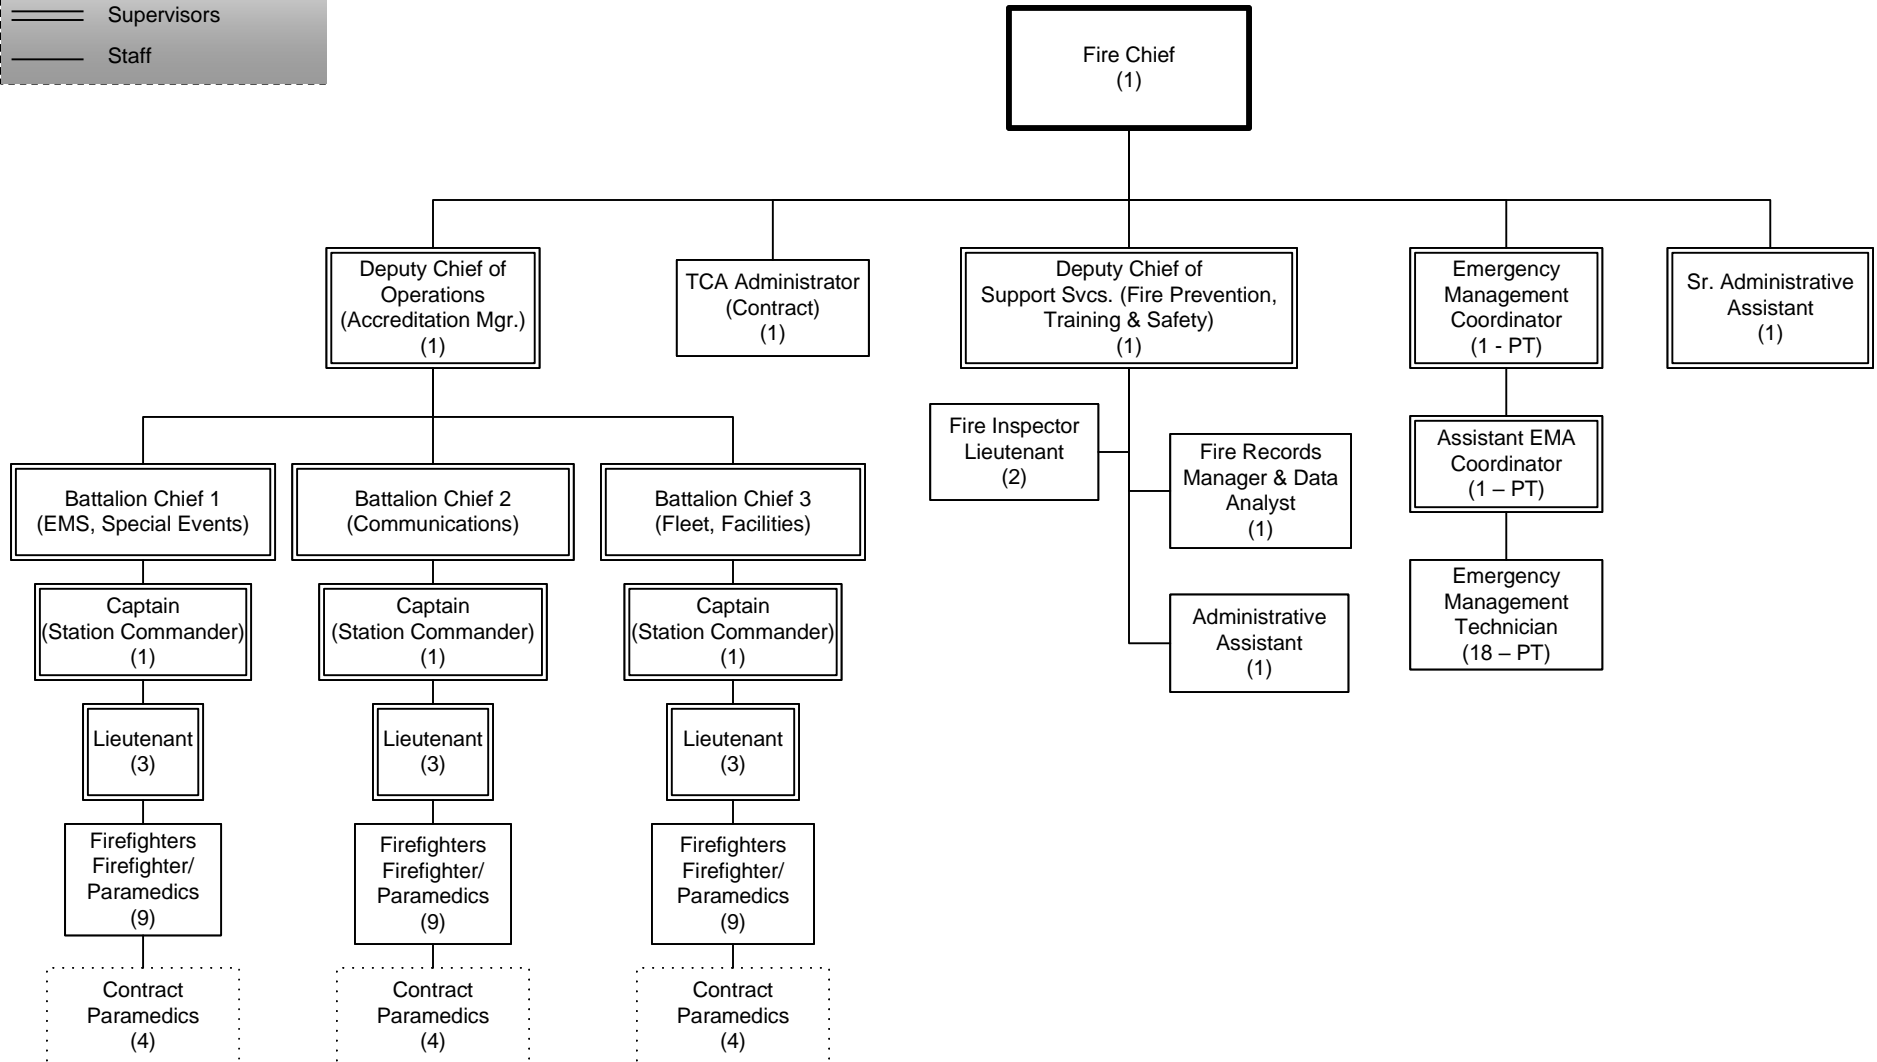 Supervisors
Staff
Fire Chief
(1)
Deputy Chief of
Operations
(Accreditation Mgr.)
(1)
TCA Administrator
(Contract)
(1)
Deputy Chief of
Support Svcs. (Fire Prevention,
Training & Safety)
(1)
Emergency
Management
Coordinator
(1 - PT)
Sr. Administrative
Assistant
(1)
Fire Inspector
Lieutenant
(2)
Fire Records
Manager & Data
Analyst
(1)
Administrative
Assistant
(1)
Assistant EMA
Coordinator
(1 – PT)
Emergency
Management
Technician
(18 – PT)
Battalion Chief 1
(EMS, Special Events)
Battalion Chief 2
(Communications)
Battalion Chief 3
(Fleet, Facilities)
Captain
(Station Commander)
(1)
Captain
(Station Commander)
(1)
Captain
(Station Commander)
(1)
Lieutenant
(3)
Lieutenant
(3)
Lieutenant
(3)
Firefighters
Firefighter/
Paramedics
(9)
Firefighters
Firefighter/
Paramedics
(9)
Firefighters
Firefighter/
Paramedics
(9)
Contract
Paramedics
(4)
Contract
Paramedics
(4)
Contract
Paramedics
(4)